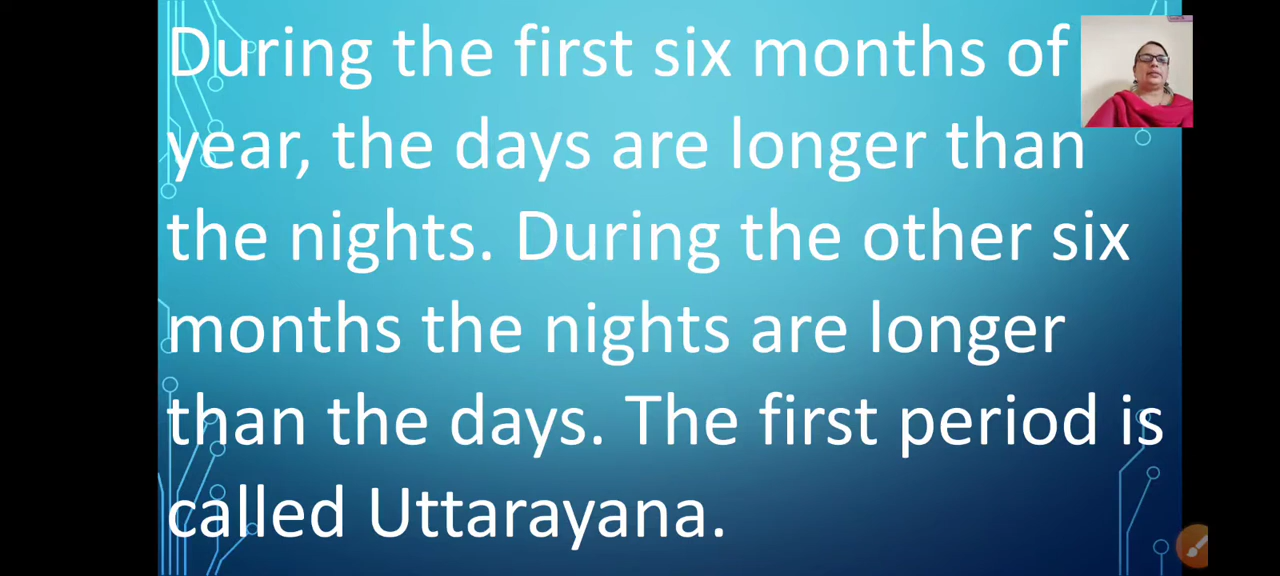 During the first six months of
year, the days are longer than
the nights. During the other six
months the nights are longer
than the days. The first period is
called Uttarayana.